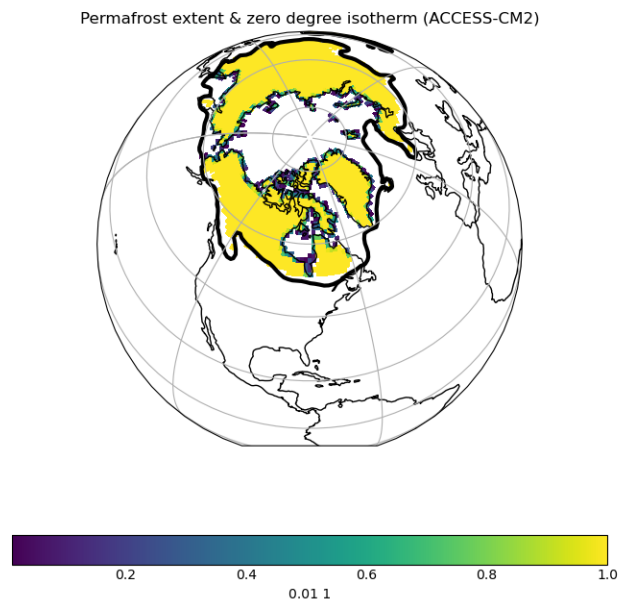 Permafrost extent & zero degree isotherm (ACCESS-CM2)
0.2 0.4 0.6 0.8 1.0
0.01 1